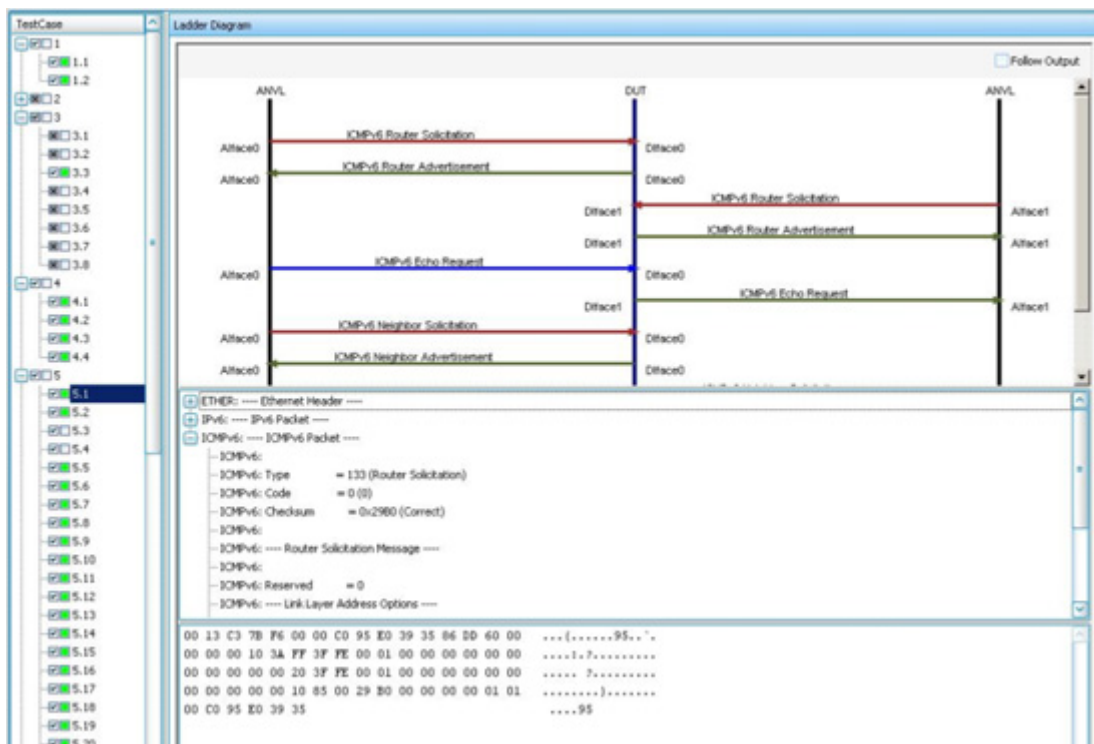 TestCase
1
1.1
1.2
2
3
3.1
3.2
3.3
3.4
3.5
3.6
3.7
3.8
4
4.1
4.2
4.3
4.4
5
5.1
5.2
5.3
5.4
5.5
5.6
5.7
5.8
5.9
5.10
5.11
5.12
5.13
5.14
5.15
5.16
5.17
5.18
5.19
Ladder Diagram
Follow Output
ANVL DUT ANVL
ICMPv6 Router Solicitation
AIface0 DIface0
ICMPv6 Router Advertisement
AIface0 DIface0
ICMPv6 Router Solicitation
DIface1 AIface1
ICMPv6 Router Advertisement
DIface1 AIface1
ICMPv6 Echo Request
AIface0 DIface0
ICMPv6 Echo Request
DIface1 AIface1
ICMPv6 Neighbor Solicitation
AIface0 DIface0
ICMPv6 Neighbor Advertisement
AIface0 DIface0
ETHER: ---- Ethernet Header ----
IPv6: ---- IPv6 Packet ----
ICMPv6: ---- ICMPv6 Packet ----
ICMPv6:
ICMPv6: Type = 133 (Router Solicitation)
ICMPv6: Code = 0 (0)
ICMPv6: Checksum = 0x29B0 (Correct)
ICMPv6:
ICMPv6: ---- Router Solicitation Message ----
ICMPv6:
ICMPv6: Reserved = 0
ICMPv6: ---- Link Layer Address Options ----
00 13 C3 7B F6 00 00 C0 95 E0 39 35 86 DD 60 00 ...{......95..`.
00 00 00 10 3A FF 3F FE 00 01 00 00 00 00 00 00 ....:.?.........
00 00 00 00 00 20 3F FE 00 01 00 00 00 00 00 00 ..... ?.........
00 00 00 00 00 10 85 00 29 B0 00 00 00 00 01 01 ........).......
00 C0 95 E0 39 35 ....95